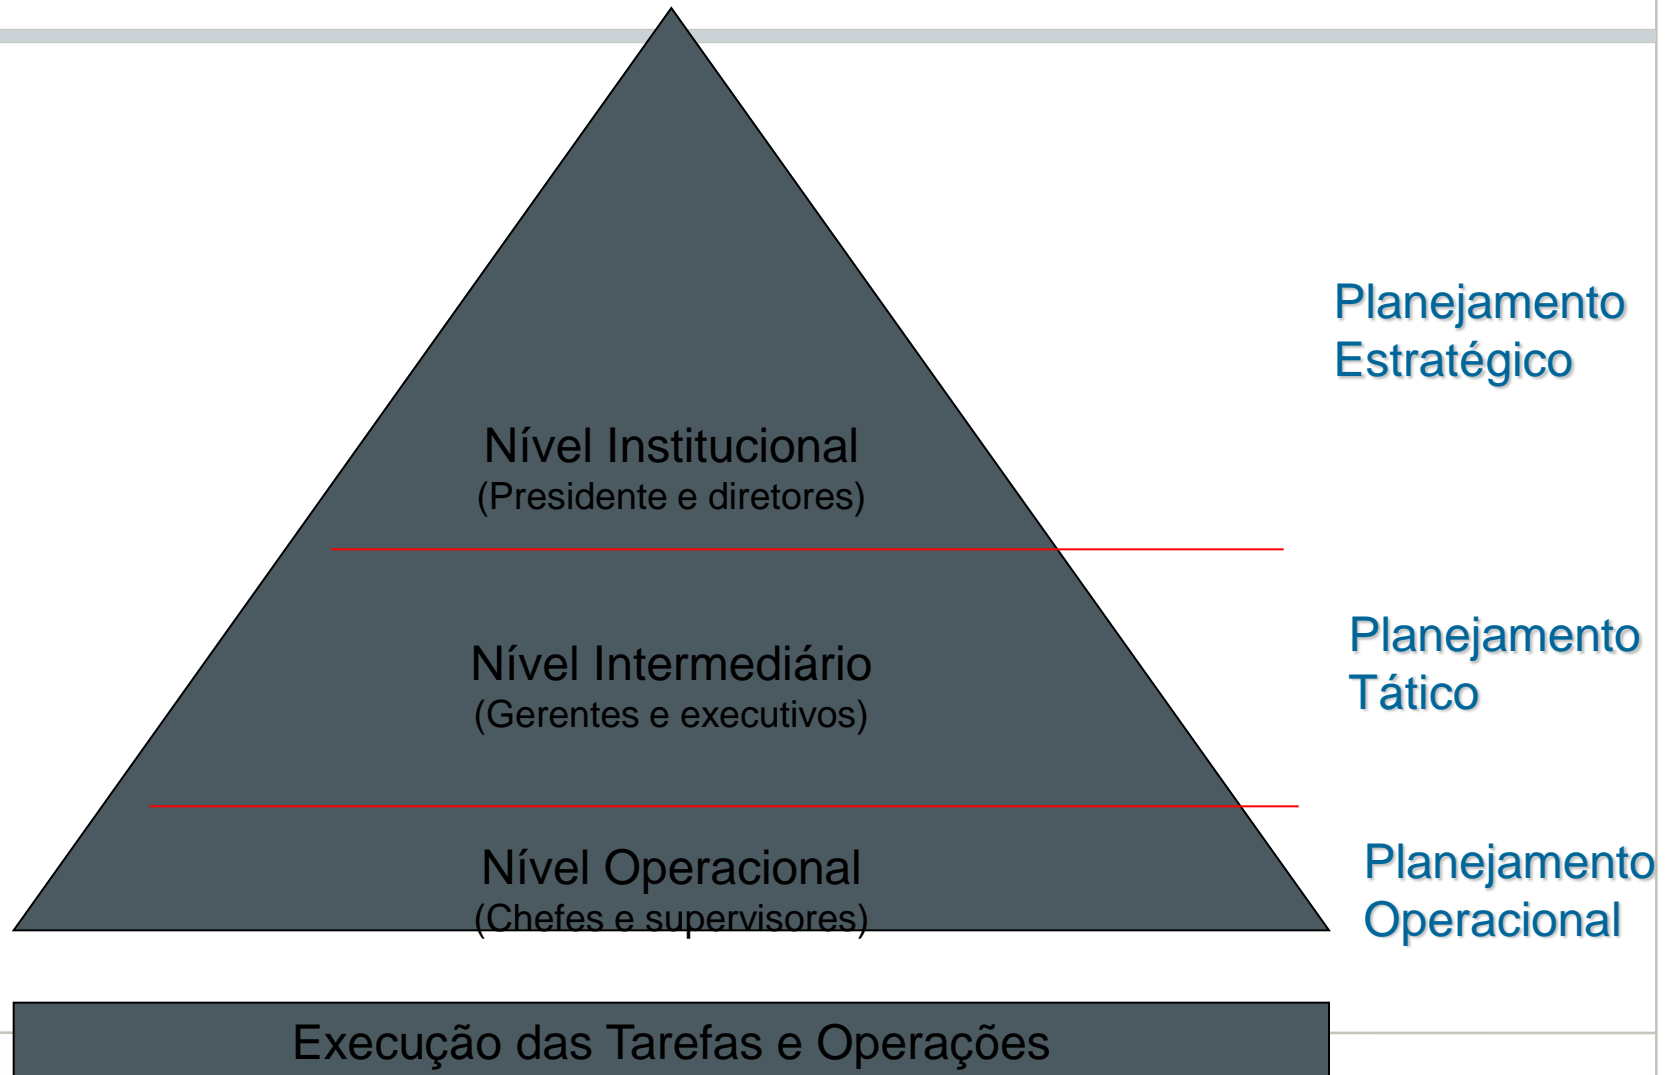 Planejamento
Estratégico
Nível Institucional
(Presidente e diretores)
Planejamento
Tático
Nível Intermediário
(Gerentes e executivos)
Planejamento
Operacional
Nível Operacional
(Chefes e supervisores)
Execução das Tarefas e Operações